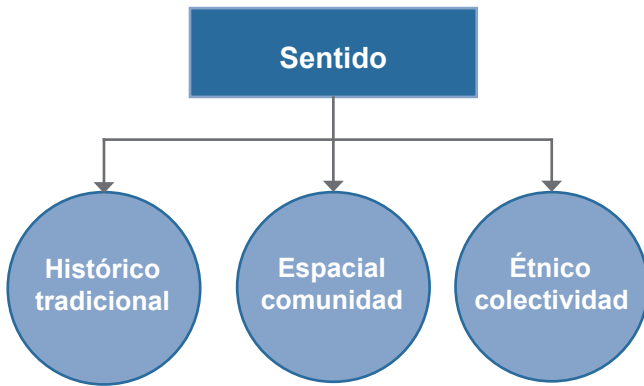 Sentido
Histórico
tradicional
Espacial
comunidad
Étnico
colectividad